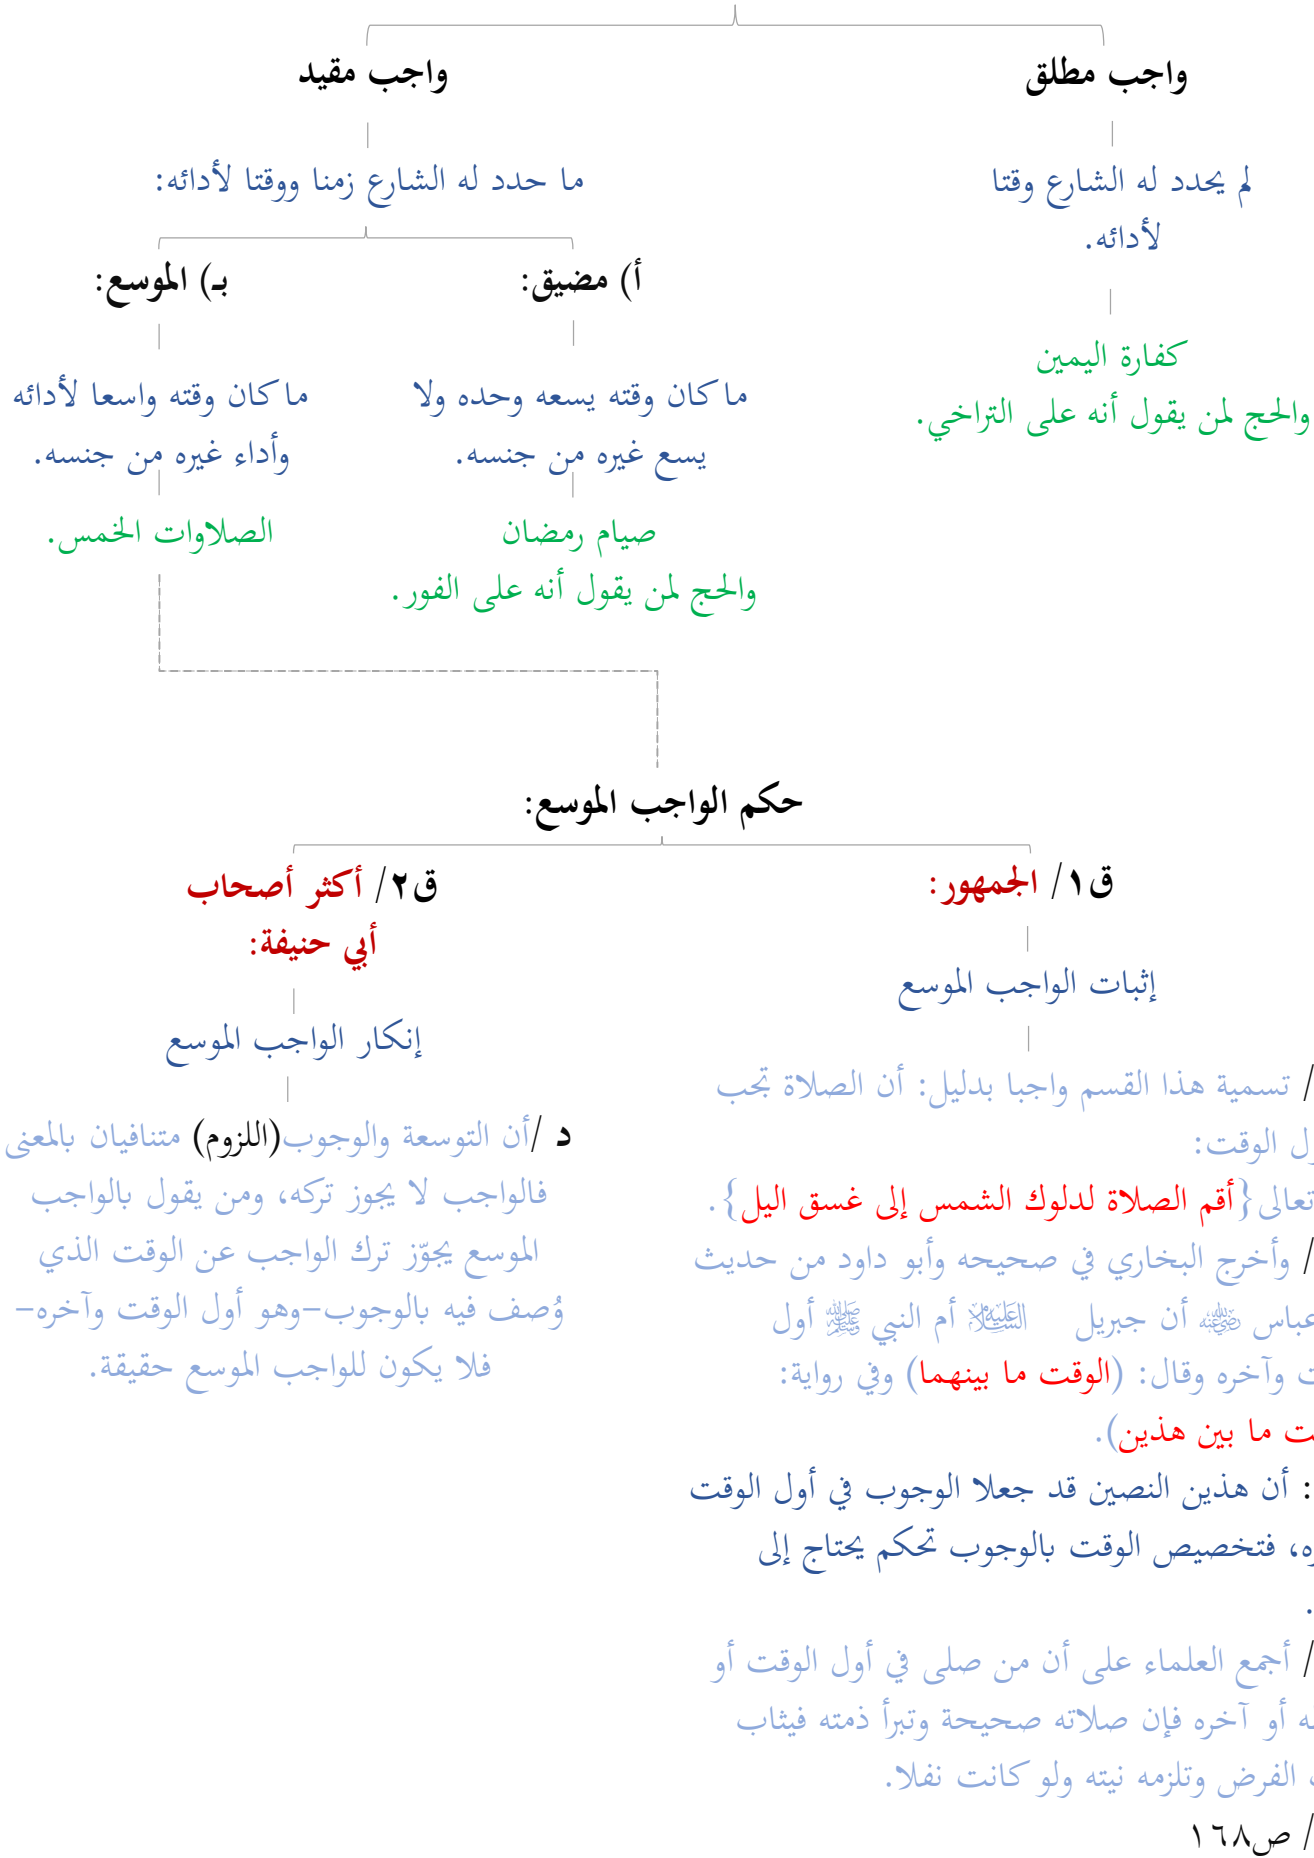 واجب مطلق
لم يحدد له الشارع وقتا
لأدائه.
كفارة اليمين
والحج لمن يقول أنه على التراخي.
واجب مقيد
ما حدد له الشارع زمنا ووقتا لأدائه:
أ) مضيق:
ما كان وقته يسعه وحده ولا
يسع غيره من جنسه.
صيام رمضان
والحج لمن يقول أنه على الفور.
بـ) الموسع:
ما كان وقته واسعا لأدائه
وأداء غيره من جنسه.
الصلاوات الخمس.
حكم الواجب الموسع:
ق١/ الجمهور:
إثبات الواجب الموسع
/ تسمية هذا القسم واجبا بدليل: أن الصلاة تجب
ل الوقت:
تعالى{أقم الصلاة لدلوك الشمس إلى غسق اليل}.
/ وأخرج البخاري في صحيحه وأبو داود من حديث
عباس رضي الله عنه أن جبريل عليه السلام أم النبي ﷺ أول
ت وآخره وقال: (الوقت ما بينهما) وفي رواية:
ت ما بين هذين).
: أن هذين النصين قد جعلا الوجوب في أول الوقت
ره، فتخصيص الوقت بالوجوب تحكم يحتاج إلى
.
/ أجمع العلماء على أن من صلى في أول الوقت أو
ه أو آخره فإن صلاته صحيحة وتبرأ ذمته فيثاب
الفرض وتلزمه نيته ولو كانت نفلا.
/ ص١٦٨
ق٢/ أكثر أصحاب
أبي حنيفة:
إنكار الواجب الموسع
د /أن التوسعة والوجوب(اللزوم) متنافيان بالمعنى
فالواجب لا يجوز تركه، ومن يقول بالواجب
الموسع يجوّز ترك الواجب عن الوقت الذي
وُصف فيه بالوجوب-وهو أول الوقت وآخره-
فلا يكون للواجب الموسع حقيقة.